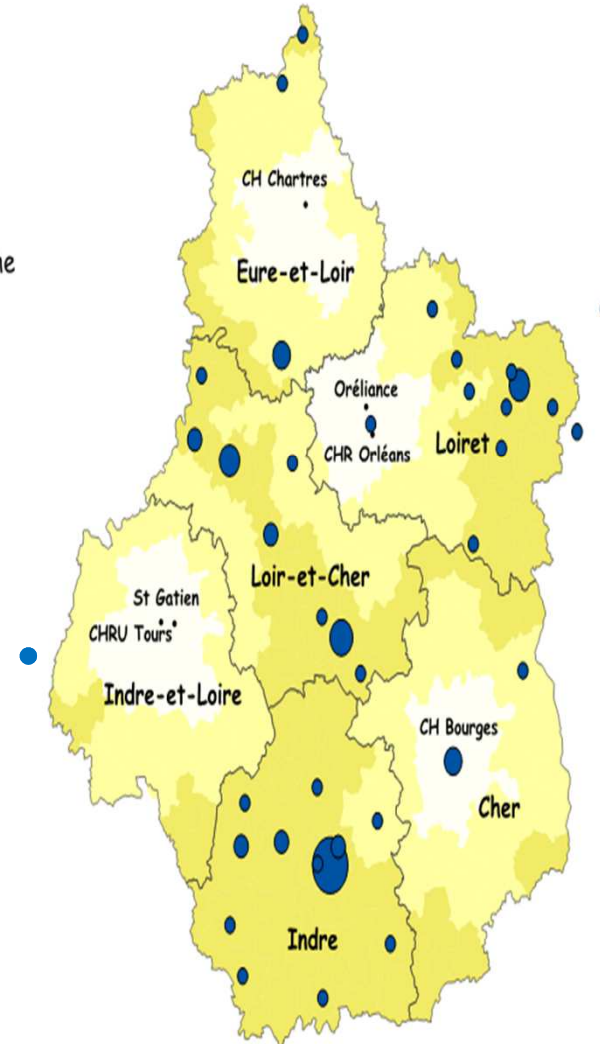 CH Chartres
ne
Eure-et-Loir
Oréliance
Loiret
CHR Orléans
Loir-et-Cher
St Gatien
CHRU Tours
Indre-et-Loire
CH Bourges
Cher
Indre